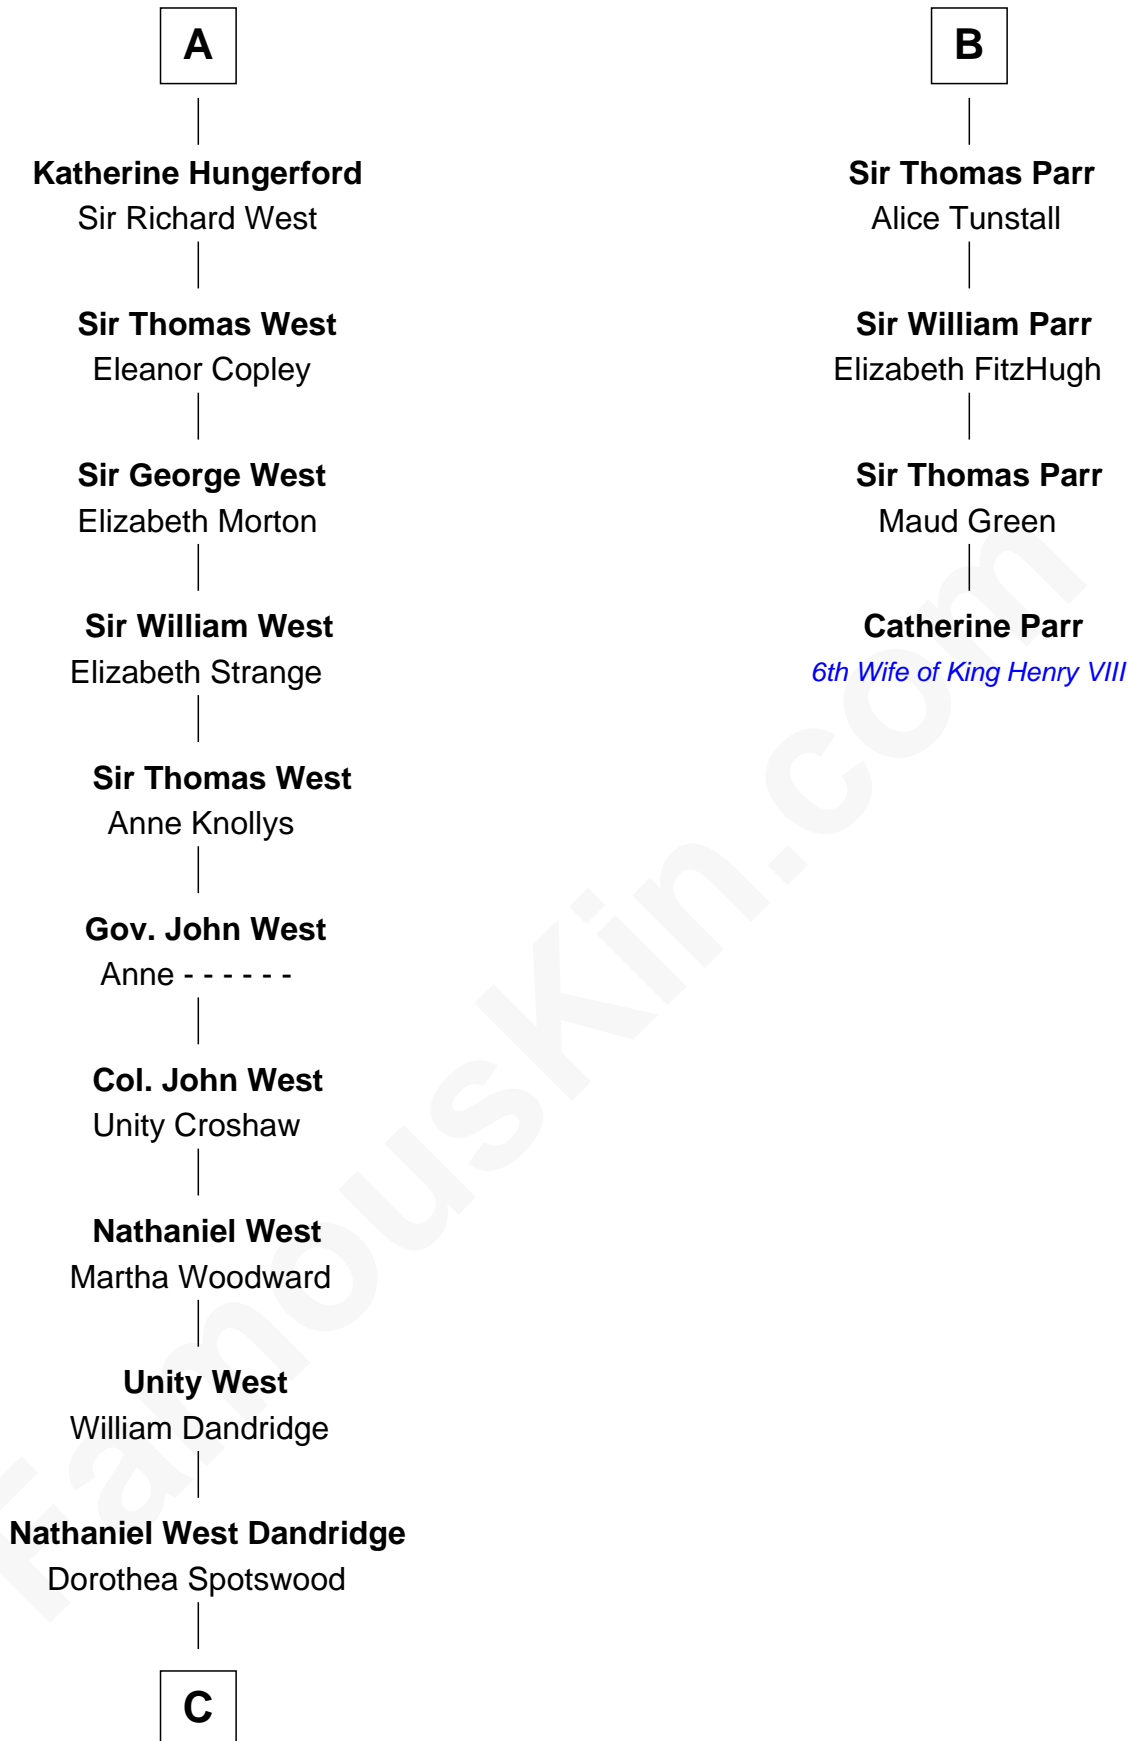 A
Katherine Hungerford
Sir Richard West
Sir Thomas West
Eleanor Copley
Sir George West
Elizabeth Morton
Sir William West
Elizabeth Strange
Sir Thomas West
Anne Knollys
Gov. John West
Anne - - - - - -
Col. John West
Unity Croshaw
Nathaniel West
Martha Woodward
Unity West
William Dandridge
Nathaniel West Dandridge
Dorothea Spotswood
C
B
Sir Thomas Parr
Alice Tunstall
Sir William Parr
Elizabeth FitzHugh
Sir Thomas Parr
Maud Green
Catherine Parr
6th Wife of King Henry VIII
FamousKin.com